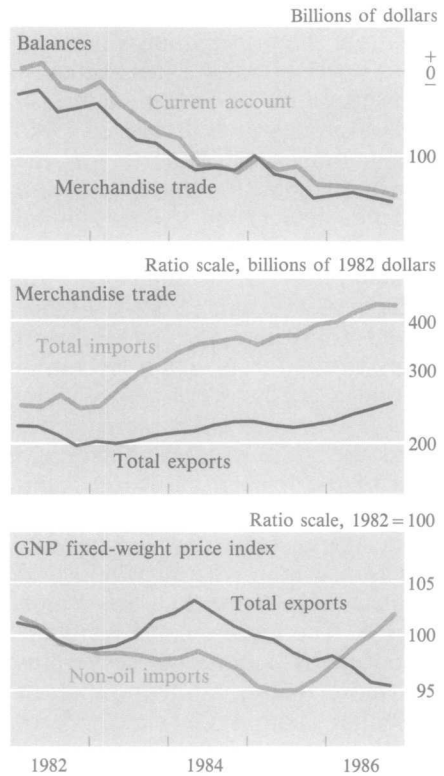 Billions of dollars
Balances
+
0
−
Current account
100
Merchandise trade
Ratio scale, billions of 1982 dollars
Merchandise trade
400
Total imports
300
200
Total exports
Ratio scale, 1982=100
GNP fixed-weight price index
105
Total exports
100
Non-oil imports
95
1982 1984 1986